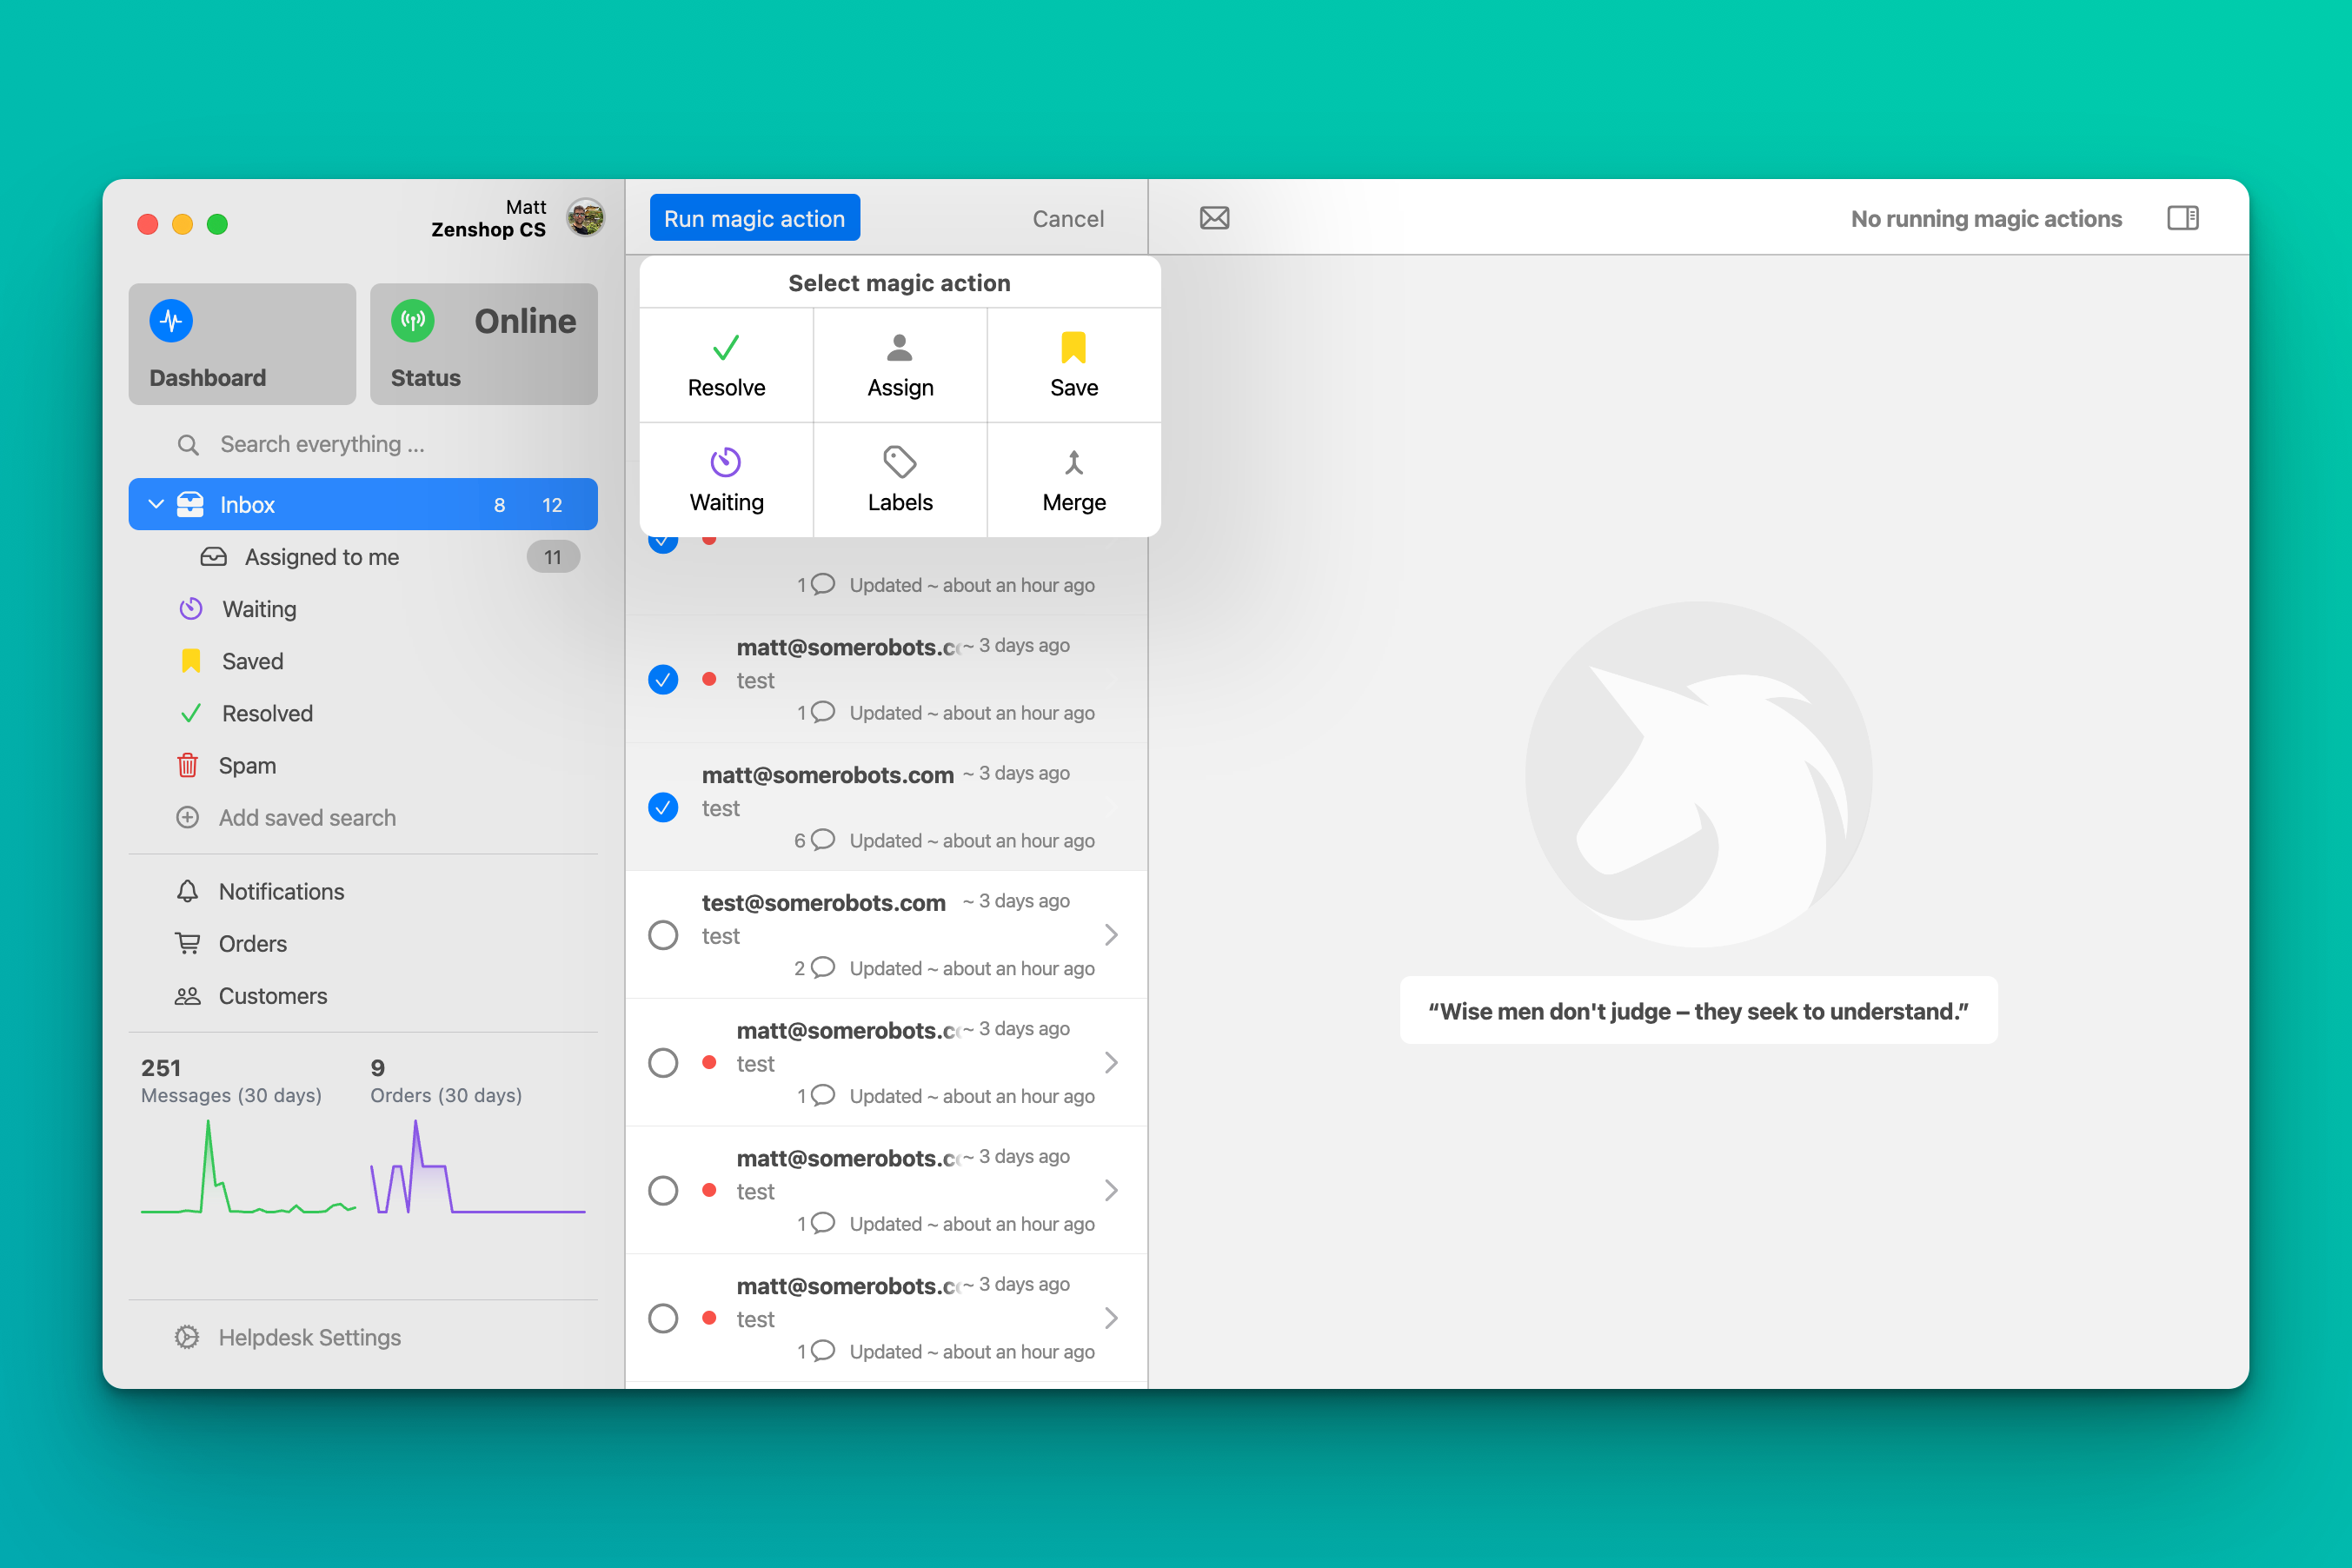 Matt
Zenshop CS
Dashboard
Online
Status
Search everything ...
Inbox 8 12
Assigned to me 11
Waiting
Saved
Resolved
Spam
Add saved search
Notifications
Orders
Customers
251
Messages (30 days)
9
Orders (30 days)
Helpdesk Settings
Run magic action Cancel
Select magic action
Resolve Assign Save
Waiting Labels Merge
1 Updated ~ about an hour ago
matt@somerobots.c ~ 3 days ago
test
1 Updated ~ about an hour ago
matt@somerobots.com ~ 3 days ago
test
6 Updated ~ about an hour ago
test@somerobots.com ~ 3 days ago
test
2 Updated ~ about an hour ago
matt@somerobots.c ~ 3 days ago
test
1 Updated ~ about an hour ago
matt@somerobots.c ~ 3 days ago
test
1 Updated ~ about an hour ago
matt@somerobots.c ~ 3 days ago
test
1 Updated ~ about an hour ago
No running magic actions
“Wise men don't judge – they seek to understand.”